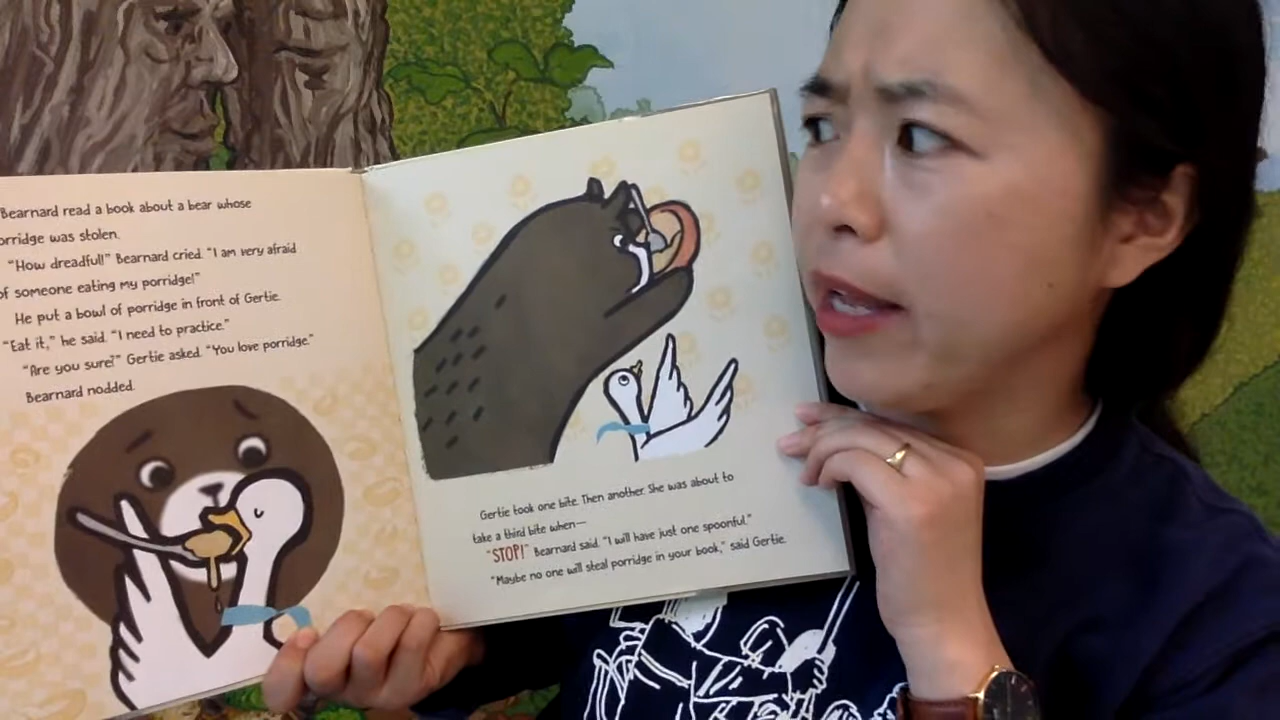 Bearnard read a book about a bear whose
porridge was stolen.
"How dreadful!" Bearnard cried. "I am very afraid
of someone eating my porridge!"
He put a bowl of porridge in front of Gertie.
"Eat it," he said. "I need to practice."
"Are you sure?" Gertie asked. "You love porridge."
Bearnard nodded.
Gertie took one bite. Then another. She was about to
take a third bite when—
"STOP!" Bearnard said. "I will have just one spoonful."
"Maybe no one will steal porridge in your book," said Gertie.